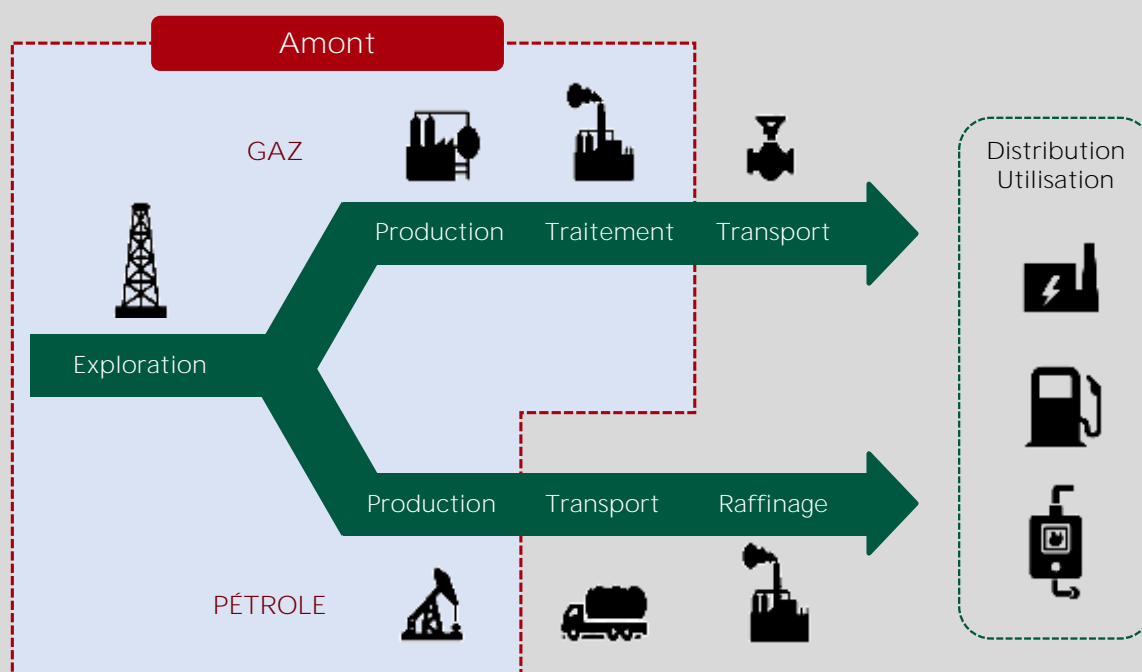 Amont
GAZ
Distribution
Utilisation
Production Traitement Transport
Exploration
Production Transport Raffinage
PÉTROLE